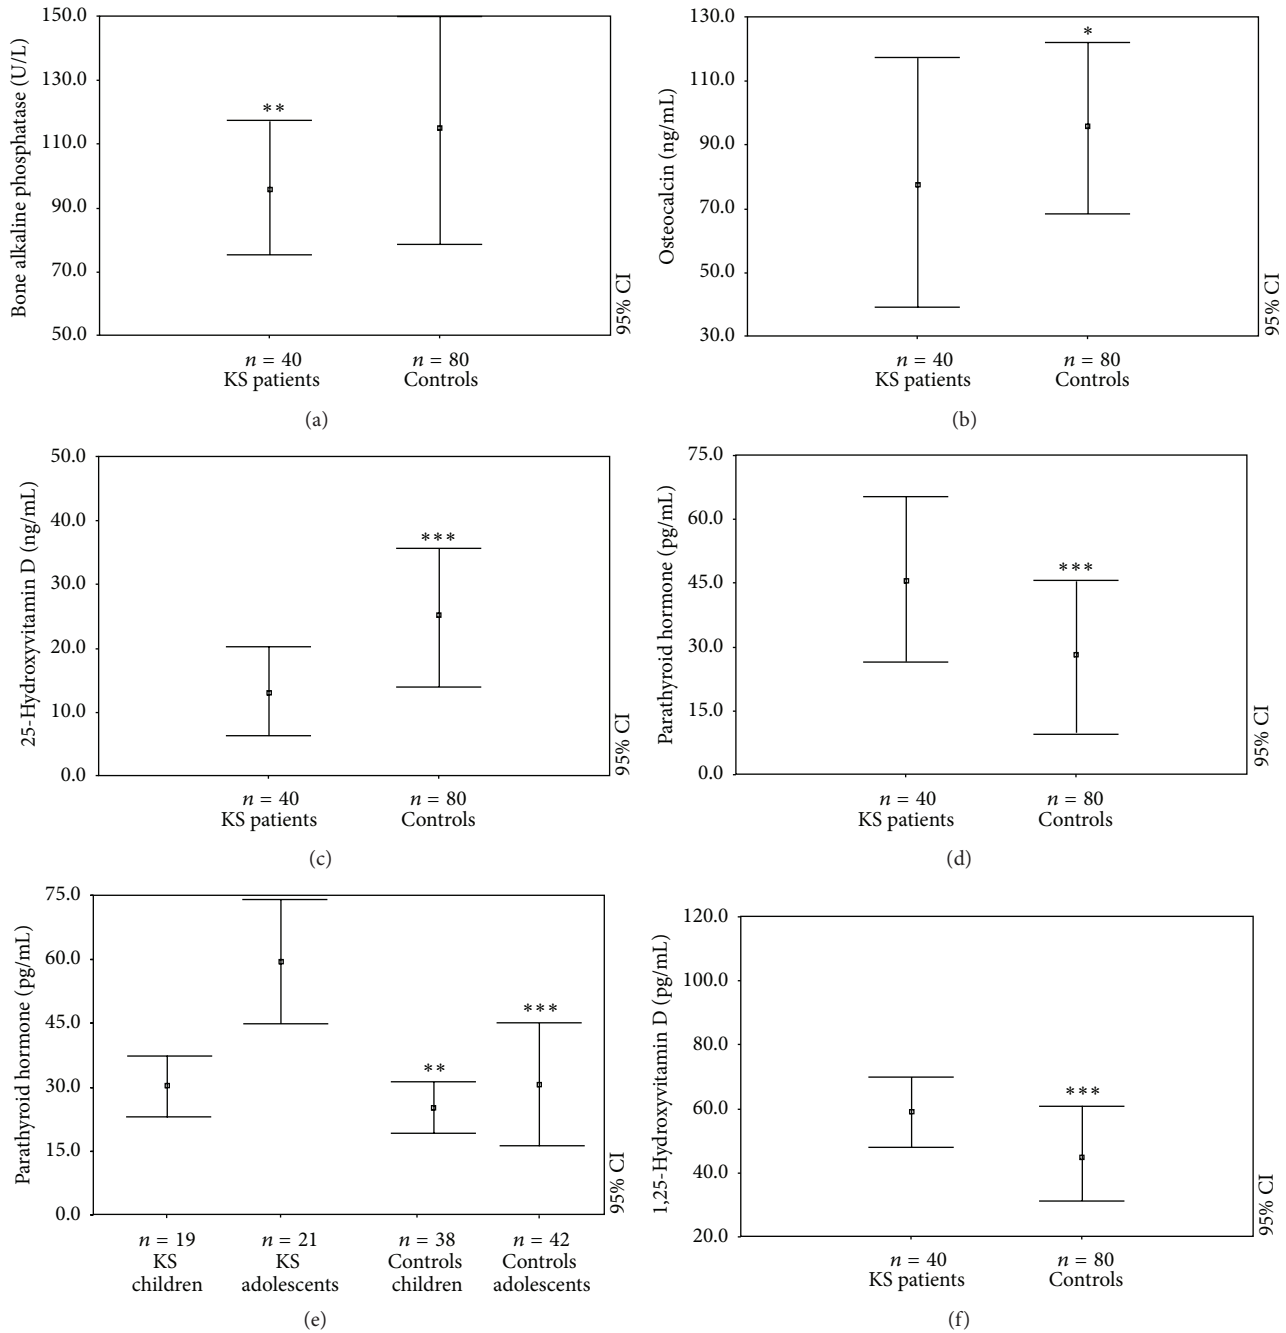 150.0
130.0
110.0
90.0
70.0
50.0
Bone alkaline phosphatase (U/L)
**
95% CI
n = 40
KS patients
n = 80
Controls
(a)
130.0
110.0
90.0
70.0
50.0
30.0
Osteocalcin (ng/mL)
*
95% CI
n = 40
KS patients
n = 80
Controls
(b)
50.0
40.0
30.0
20.0
10.0
0.0
25-Hydroxyvitamin D (ng/mL)
***
95% CI
n = 40
KS patients
n = 80
Controls
(c)
75.0
60.0
45.0
30.0
15.0
0.0
Parathyroid hormone (pg/mL)
***
95% CI
n = 40
KS patients
n = 80
Controls
(d)
75.0
60.0
45.0
30.0
15.0
0.0
Parathyroid hormone (pg/mL)
**
***
95% CI
n = 19
KS
children
n = 21
KS
adolescents
n = 38
Controls
children
n = 42
Controls
adolescents
(e)
120.0
100.0
80.0
60.0
40.0
20.0
1,25-Hydroxyvitamin D (pg/mL)
***
95% CI
n = 40
KS patients
n = 80
Controls
(f)